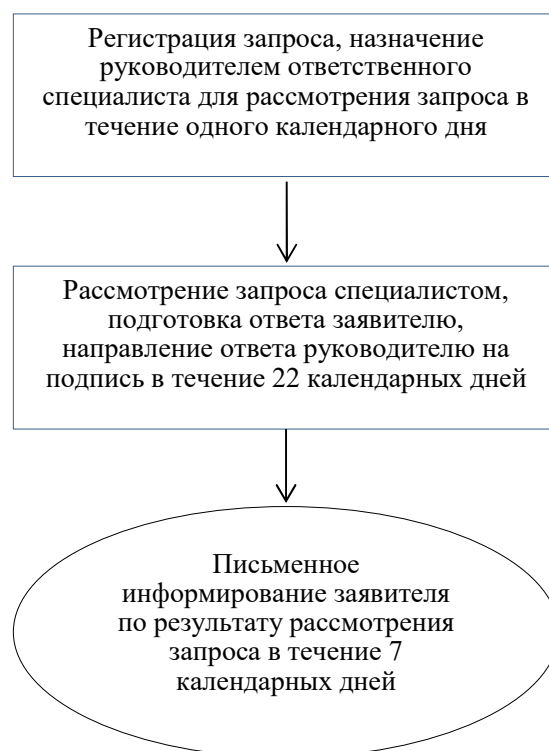 Регистрация запроса, назначение
руководителем ответственного
специалиста для рассмотрения запроса в
течение одного календарного дня
Рассмотрение запроса специалистом,
подготовка ответа заявителю,
направление ответа руководителю на
подпись в течение 22 календарных дней
Письменное
информирование заявителя
по результату рассмотрения
запроса в течение 7
календарных дней